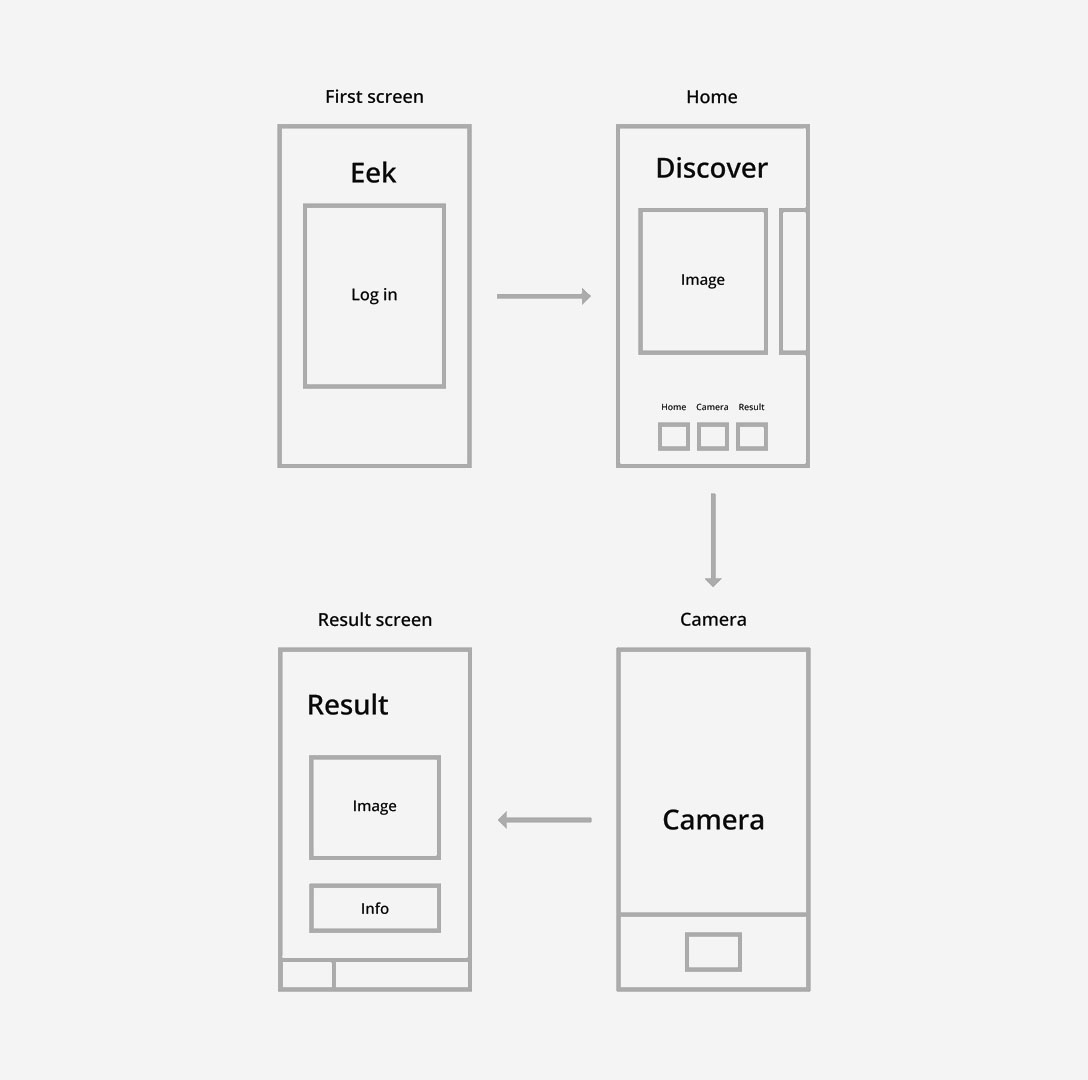 First screen
Eek
Log in
Home
Discover
Image
Home Camera Result
Camera
Camera
Result screen
Result
Image
Info